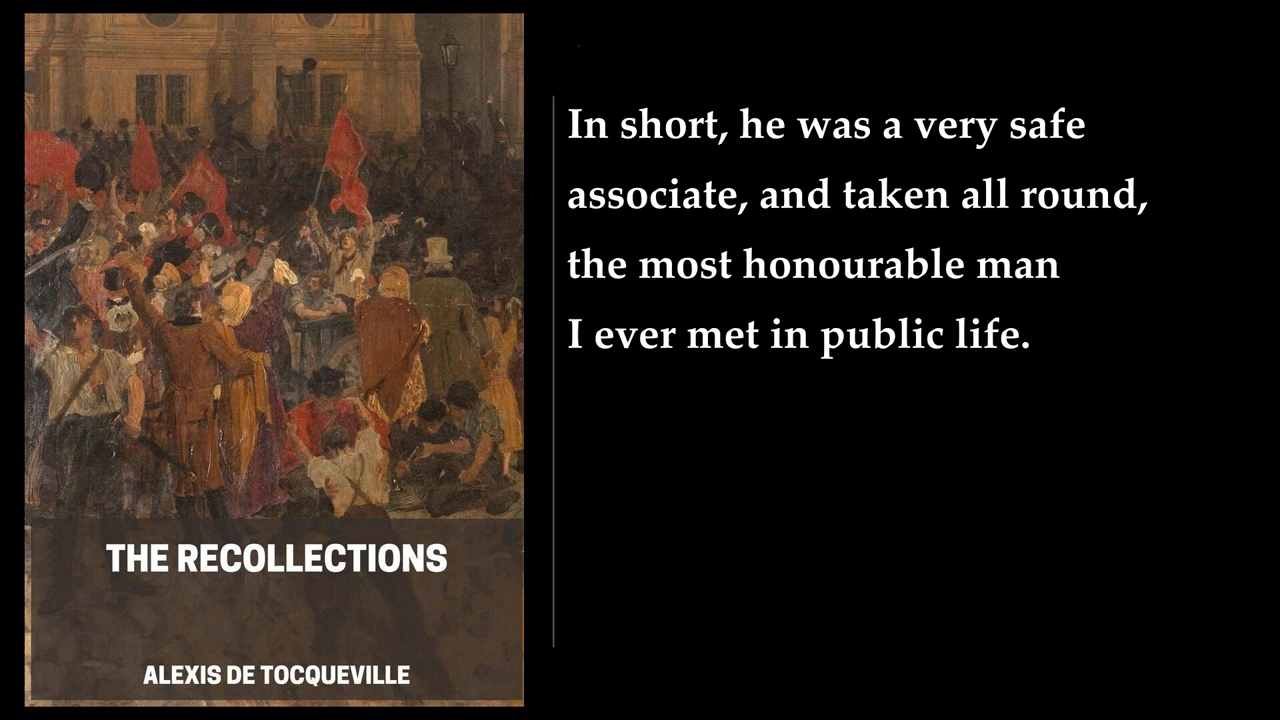 THE RECOLLECTIONS
ALEXIS DE TOCQUEVILLE
In short, he was a very safe
associate, and taken all round,
the most honourable man
I ever met in public life.